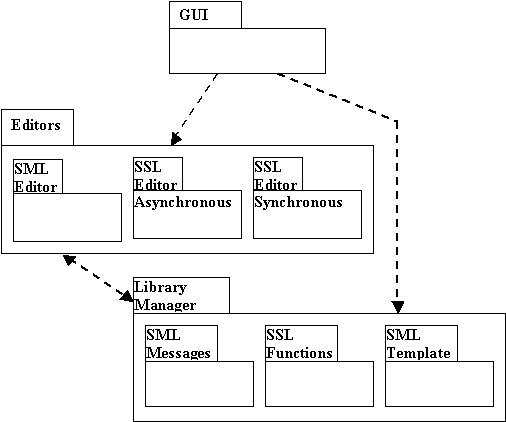 GUI
Editors
SML
Editor
SSL
Editor
Asynchronous
SSL
Editor
Synchronous
Library
Manager
SML
Messages
SSL
Functions
SML
Template